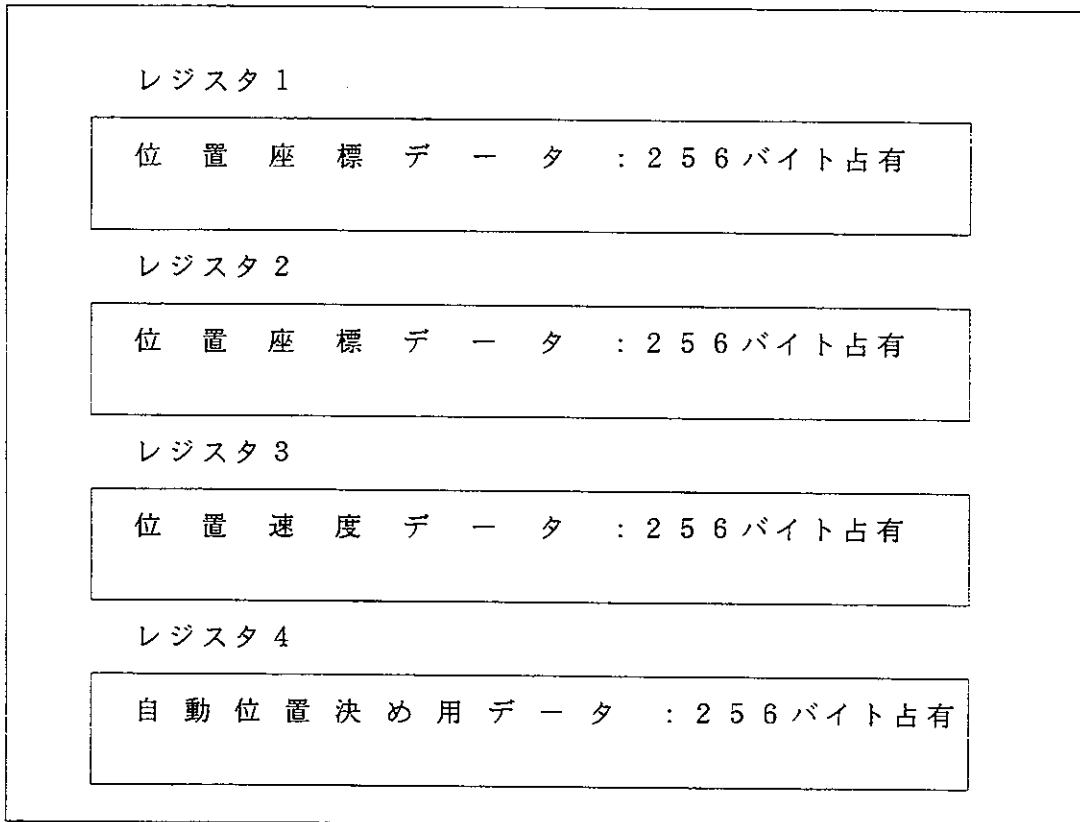 レジスタ1
位置座標データ:256バイト占有
レジスタ2
位置座標データ:256バイト占有
レジスタ3
位置速度データ:256バイト占有
レジスタ4
自動位置決め用データ:256バイト占有